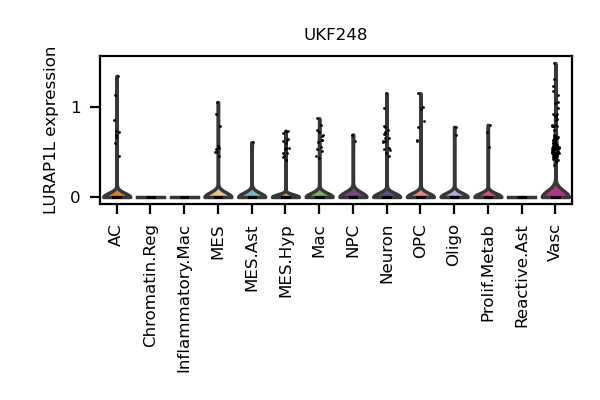 UKF248
LURAP1L expression
1
0
AC
Chromatin.Reg
Inflammatory.Mac
MES
MES.Ast
MES.Hyp
Mac
NPC
Neuron
OPC
Oligo
Prolif.Metab
Reactive.Ast
Vasc